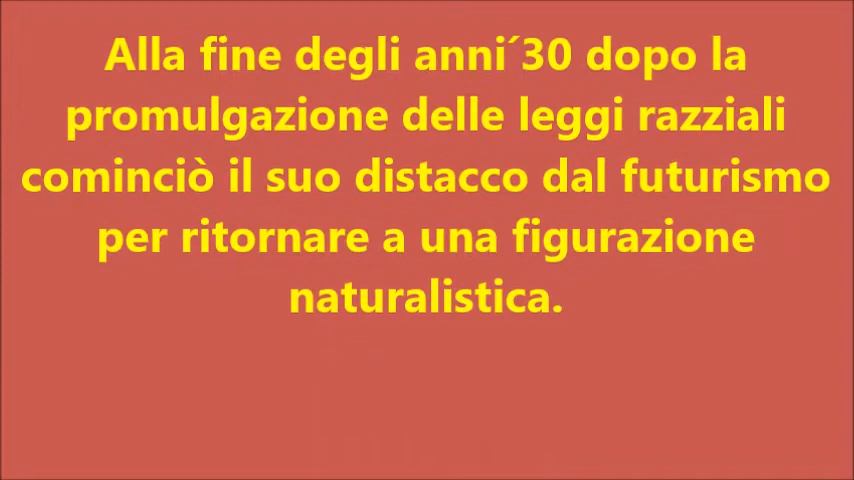 Alla fine degli anni´30 dopo la
promulgazione delle leggi razziali
cominciò il suo distacco dal futurismo
per ritornare a una figurazione
naturalistica.